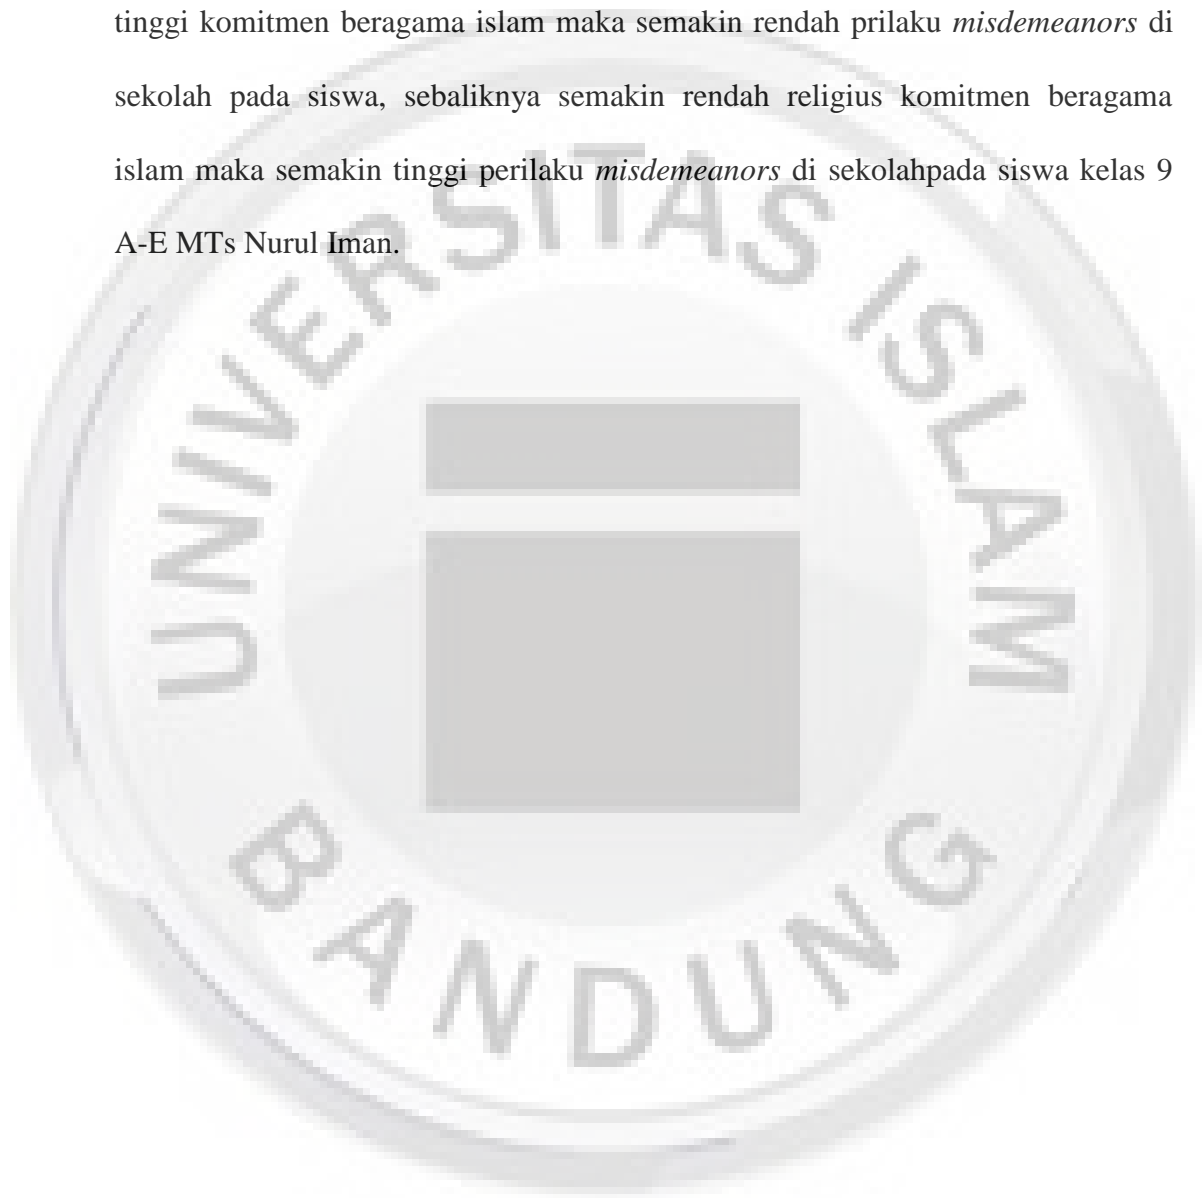 tinggi komitmen beragama islam maka semakin rendah prilaku misdemeanors di
sekolah pada siswa, sebaliknya semakin rendah religius komitmen beragama
islam maka semakin tinggi perilaku misdemeanors di sekolahpada siswa kelas 9
A-E MTs Nurul Iman.
UNIVERSITAS ISLAM
BANDUNG